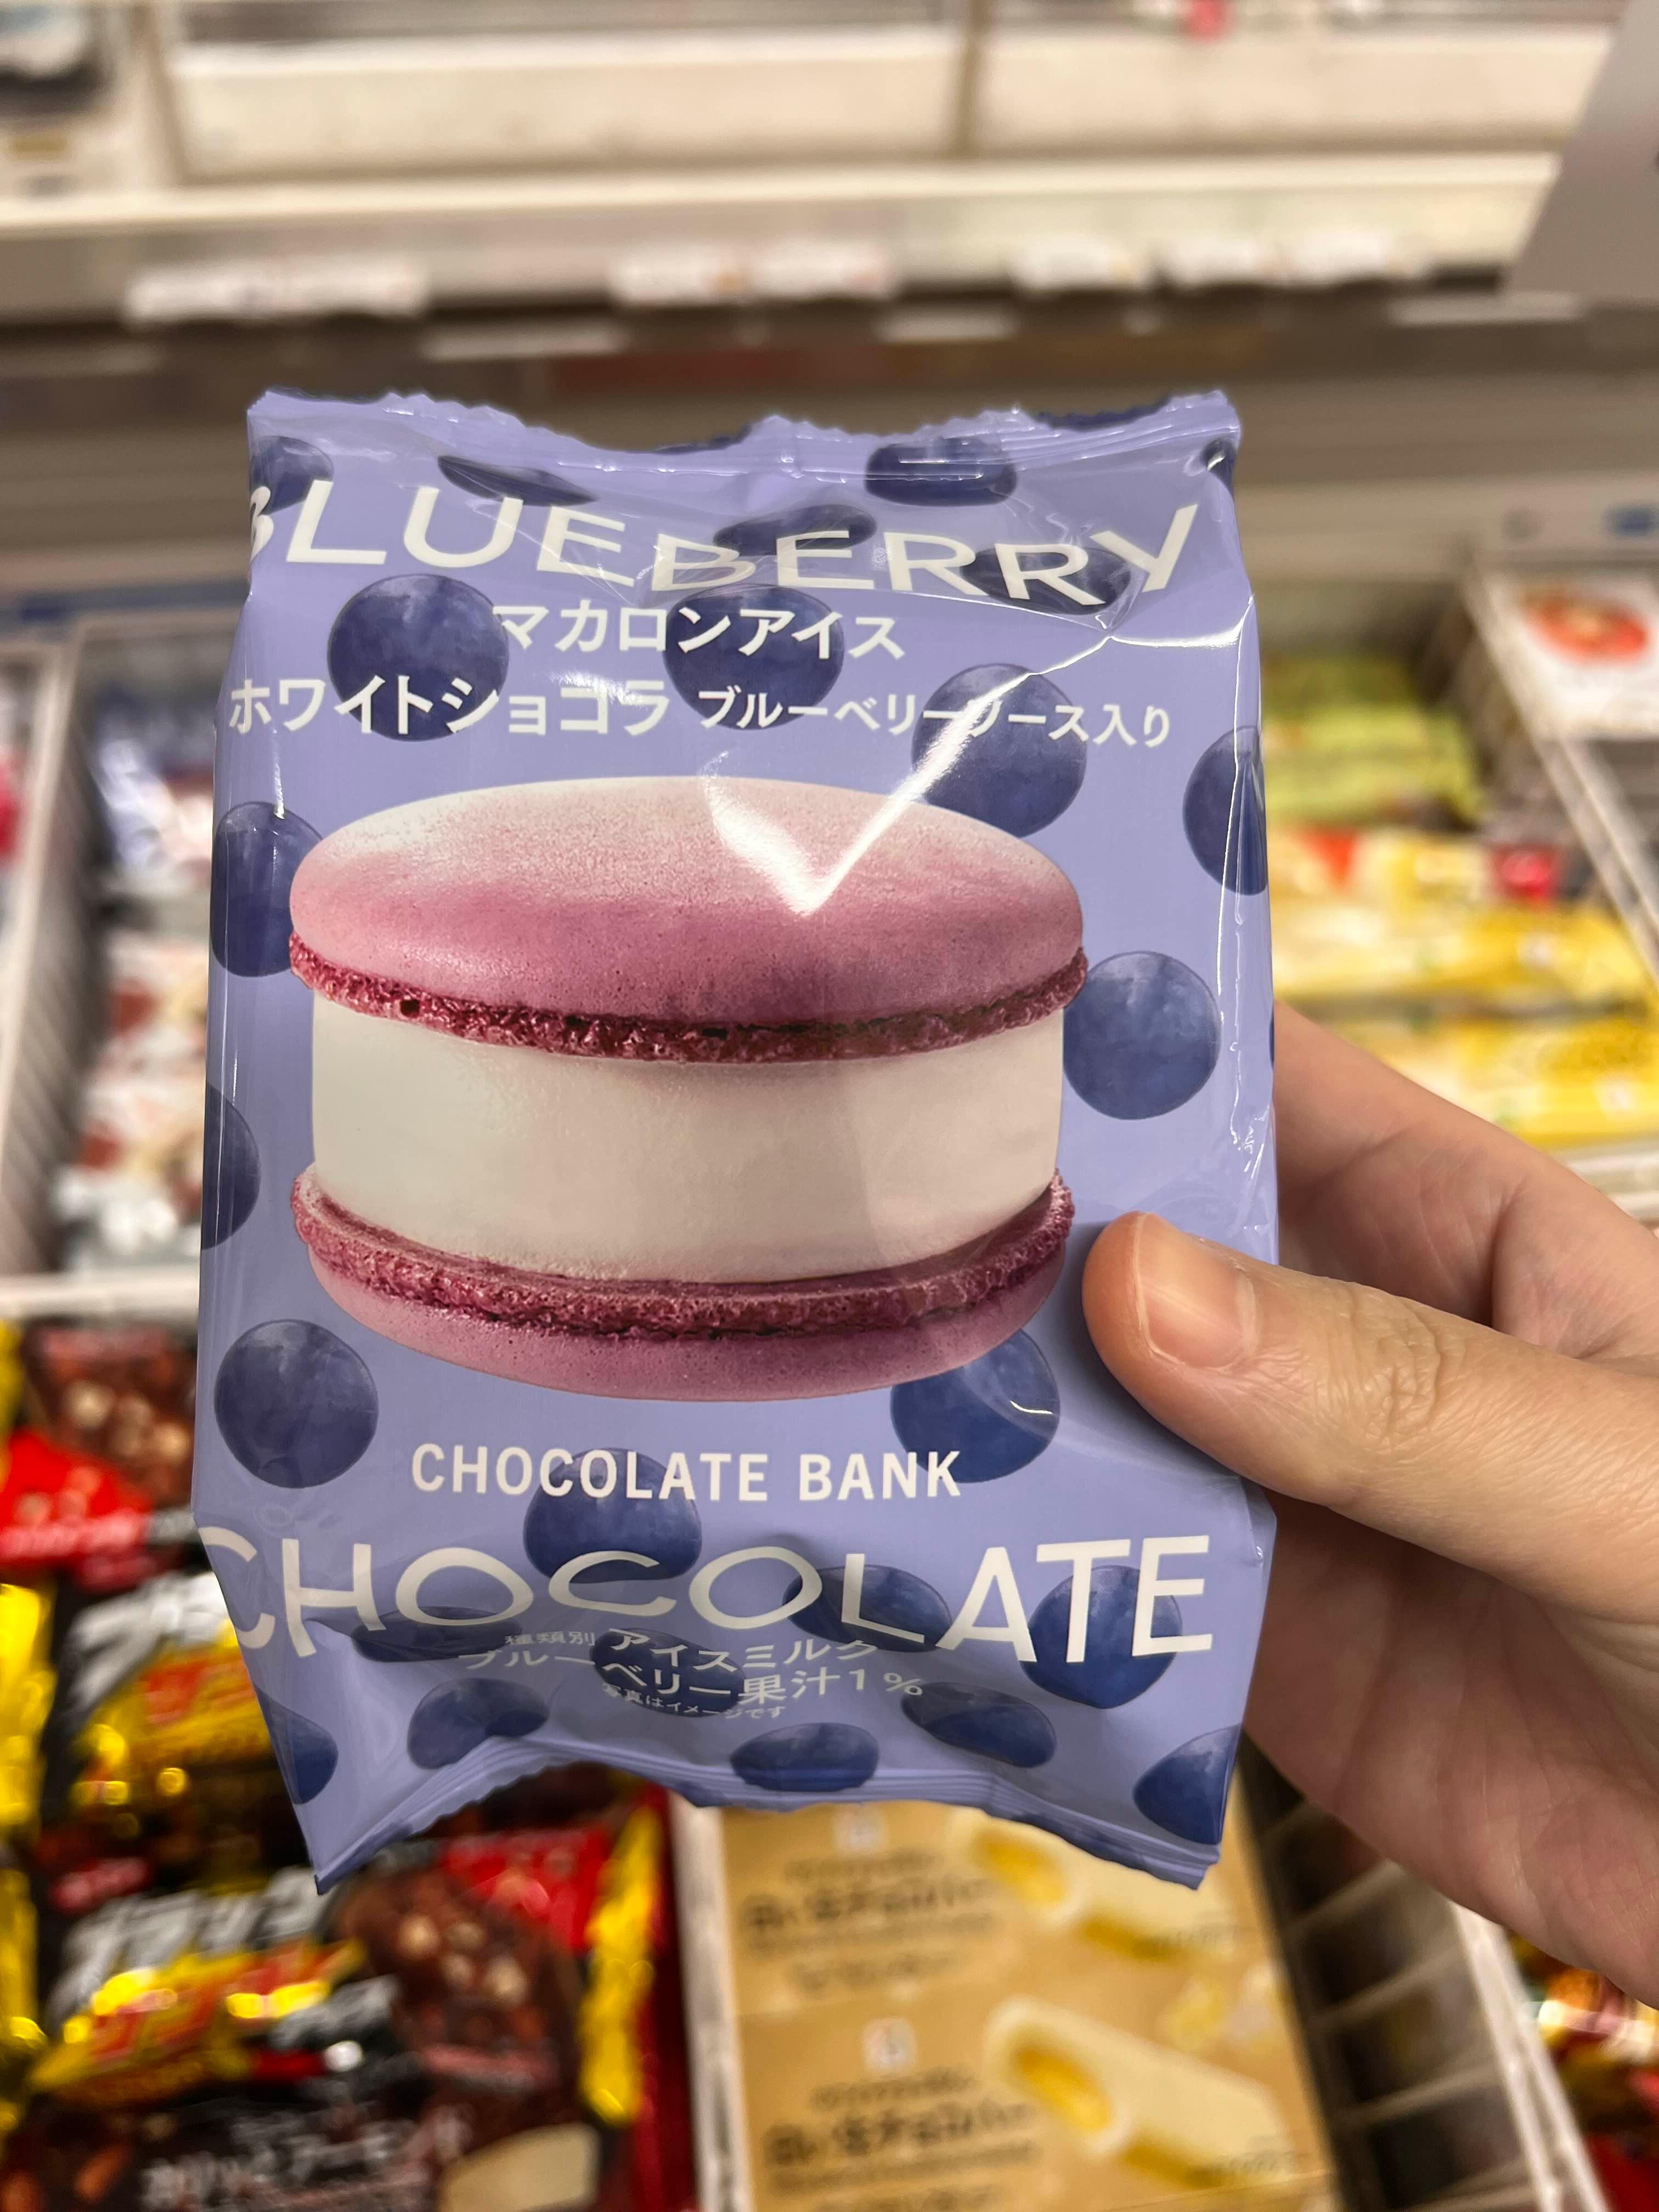 BLUEBERRY
マカロンアイス
ホワイトショコラ ブルーベリーソース入り
CHOCOLATE BANK
CHOCOLATE
種類別 アイスミルク
ブルーベリー果汁1%
写真はイメージです